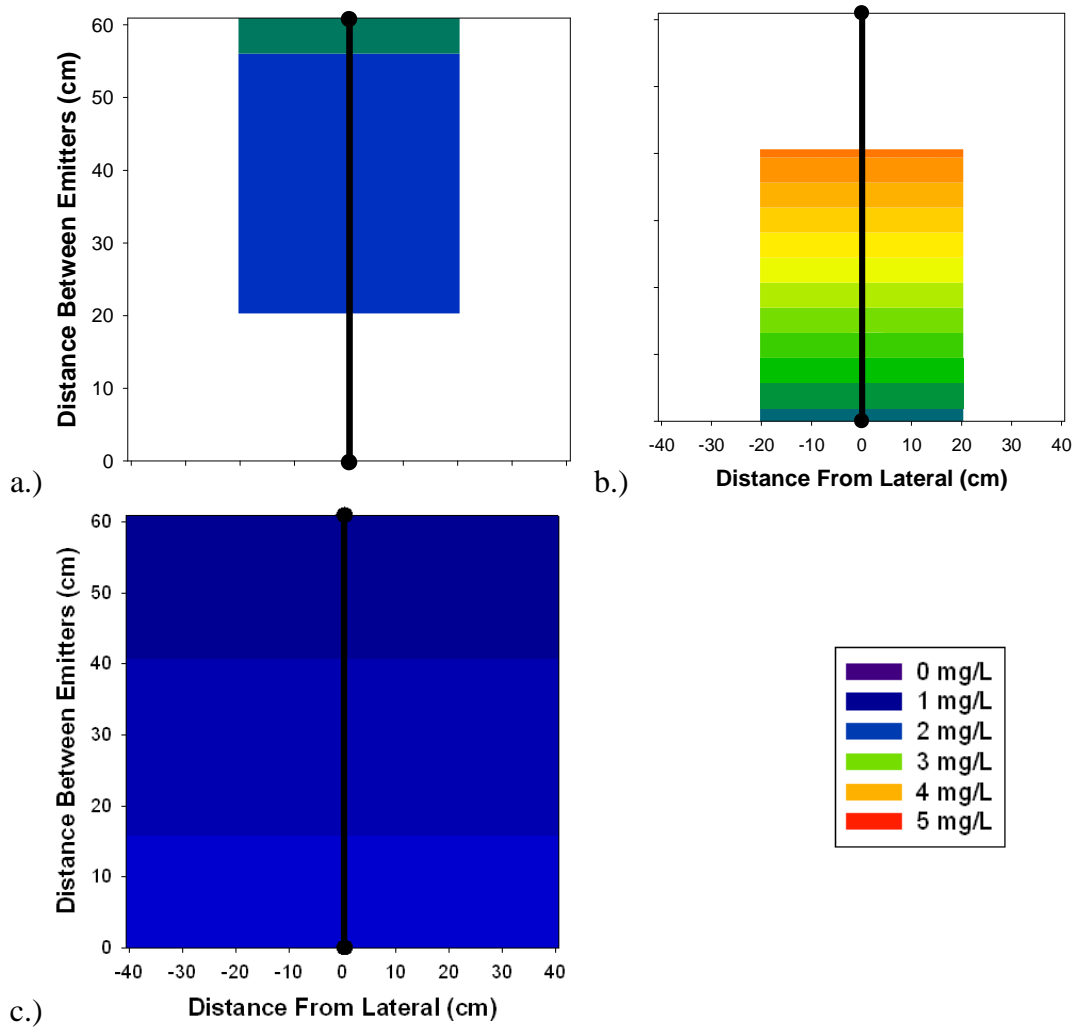 60
50
40
30
20
10
0
Distance Between Emitters (cm)
a.)
-40 -30 -20 -10 0 10 20 30 40
Distance From Lateral (cm)
b.)
60
50
40
30
20
10
0
Distance Between Emitters (cm)
-40 -30 -20 -10 0 10 20 30 40
Distance From Lateral (cm)
c.)
0 mg/L
1 mg/L
2 mg/L
3 mg/L
4 mg/L
5 mg/L